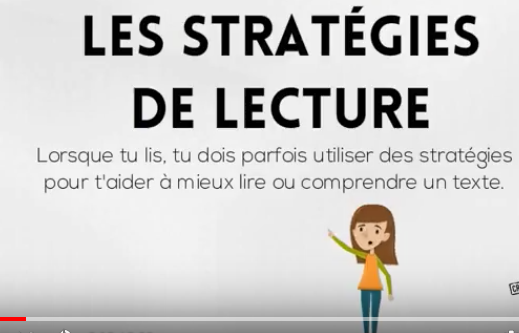 LES STRATÉGIES
DE LECTURE
Lorsque tu lis, tu dois parfois utiliser des stratégies
pour t'aider à mieux lire ou comprendre un texte.